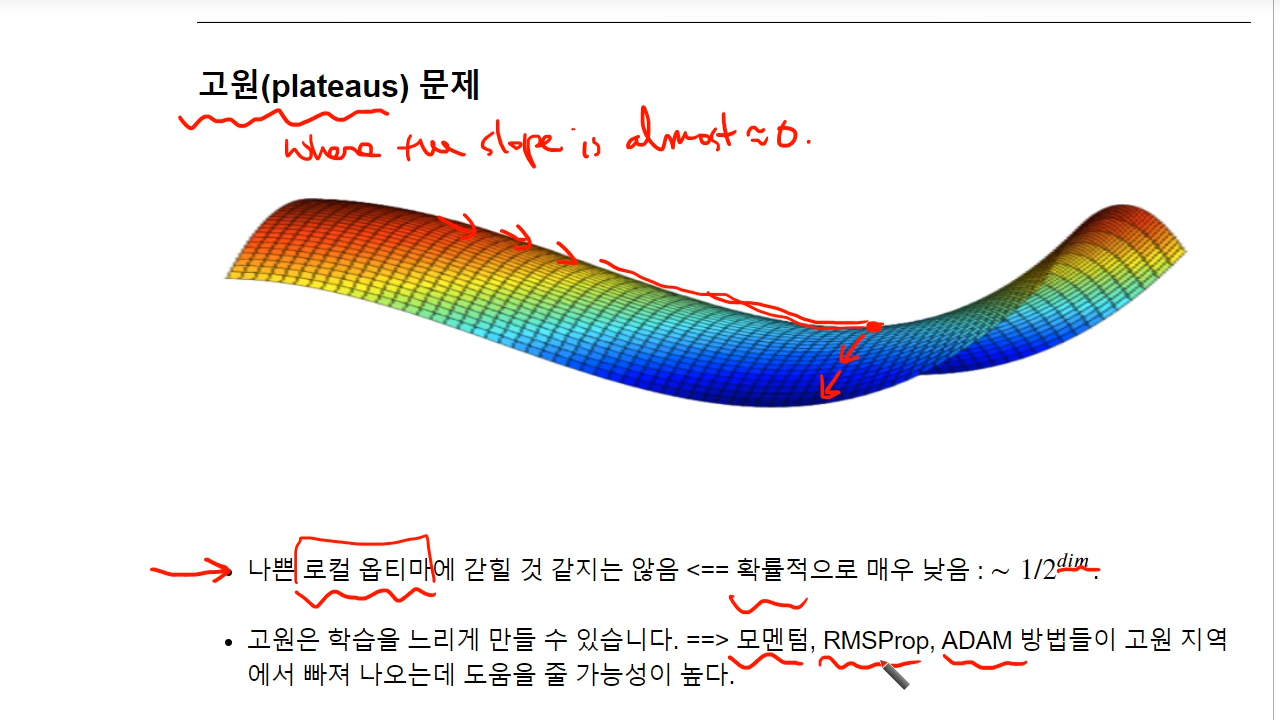 고원(plateaus) 문제
where the slope is almost ≈ 0.
나쁜 로컬 옵티마에 갇힐 것 같지는 않음 <== 확률적으로 매우 낮음 : ~ 1/2^dim.
고원은 학습을 느리게 만들 수 있습니다. ==> 모멘텀, RMSProp, ADAM 방법들이 고원 지역
에서 빠져 나오는데 도움을 줄 가능성이 높다.